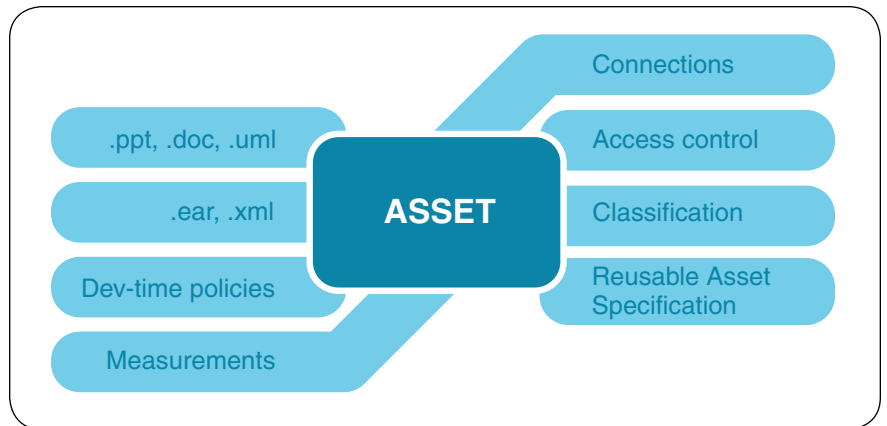 .ppt, .doc, .uml
.ear, .xml
Dev-time policies
Measurements
ASSET
Connections
Access control
Classification
Reusable Asset
Specification